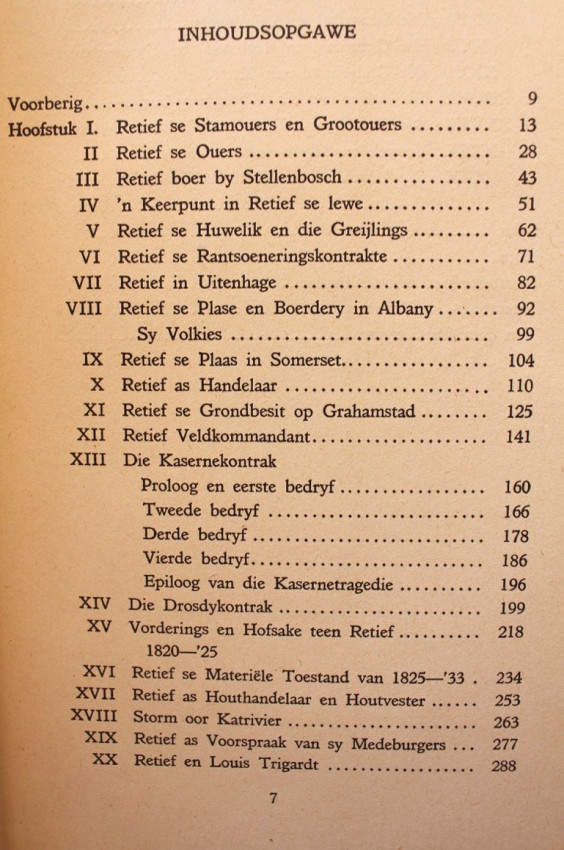 INHOUDSOPGAWE
Voorberig........................................ 9
Hoofstuk I. Retief se Stamouers en Grootouers ......... 13
II Retief se Ouers .......................... 28
III Retief boer by Stellenbosch ................ 43
IV 'n Keerpunt in Retief se lewe ............. 51
V Retief se Huwelik en die Greijlings ........ 62
VI Retief se Rantsoeneringskontrakte .......... 71
VII Retief in Uitenhage ...................... 82
VIII Retief se Plase en Boerdery in Albany ....... 92
Sy Volkies ........................... 99
IX Retief se Plaas in Somerset................ 104
X Retief as Handelaar ...................... 110
XI Retief se Grondbesit op Grahamstad ....... 125
XII Retief Veldkommandant................... 141
XIII Die Kasernekontrak
Proloog en eerste bedryf ................ 160
Tweede bedryf ........................ 166
Derde bedryf ......................... 178
Vierde bedryf......................... 186
Epiloog van die Kasernetragedie .......... 196
XIV Die Drosdykontrak ...................... 199
XV Vorderings en Hofsake teen Retief .......... 218
1820—'25
XVI Retief se Materiële Toestand van 1825—'33 . 234
XVII Retief as Houthandelaar en Houtvester ...... 253
XVIII Storm oor Katrivier ..................... 263
XIX Retief as Voorspraak van sy Medeburgers ... 277
XX Retief en Louis Trigardt .................. 288
7